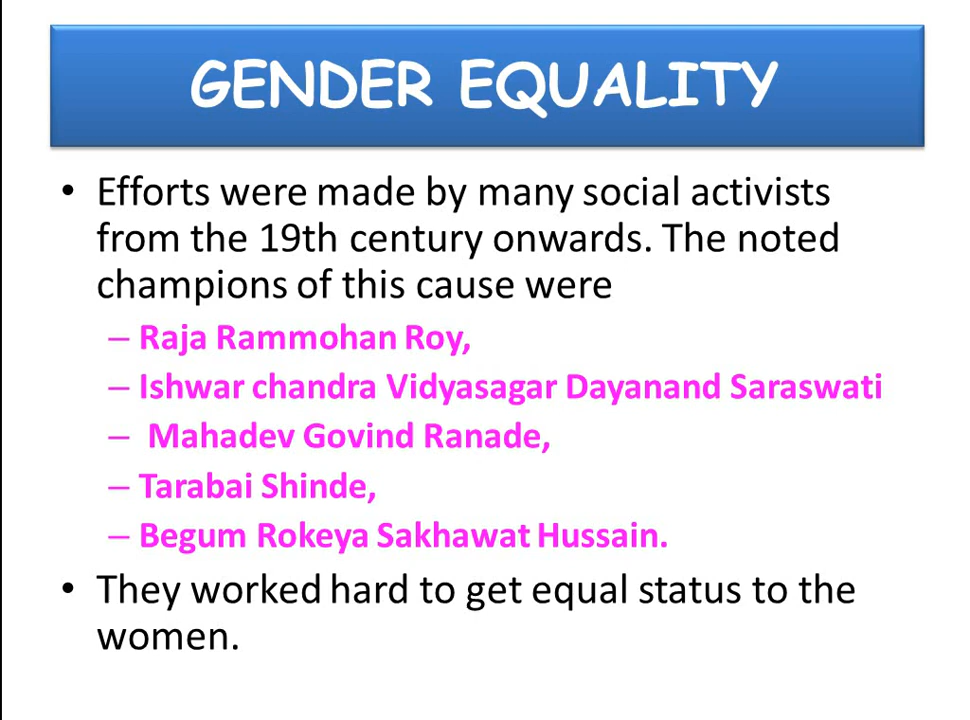 GENDER EQUALITY
• Efforts were made by many social activists
from the 19th century onwards. The noted
champions of this cause were
– Raja Rammohan Roy,
– Ishwar chandra Vidyasagar Dayanand Saraswati
– Mahadev Govind Ranade,
– Tarabai Shinde,
– Begum Rokeya Sakhawat Hussain.
• They worked hard to get equal status to the
women.